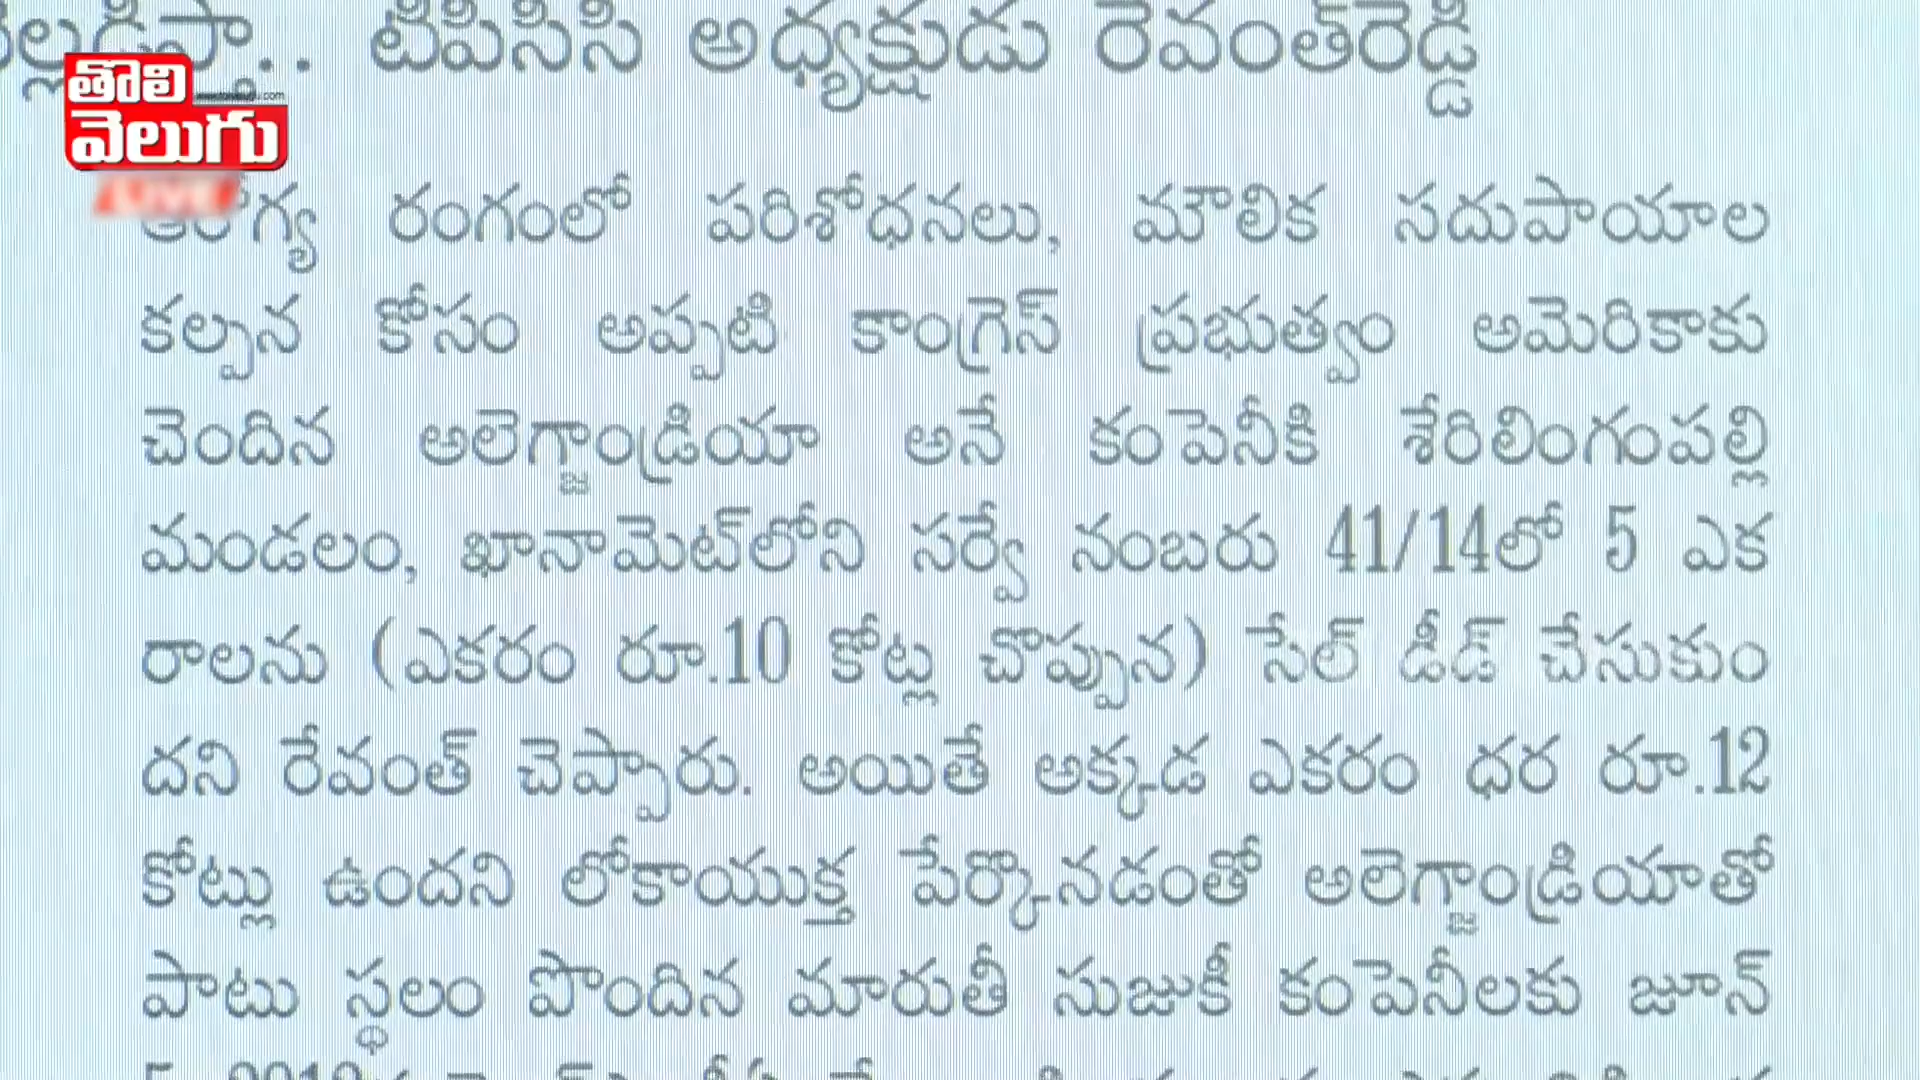 టీపీసీసీ అధ్యక్షుడు రేవంత్‌రెడ్డి
తొలి
వెలుగు
రంగంలో పరిశోధనలు, మౌలిక సదుపాయాల
కల్పన కోసం అప్పటి కాంగ్రెస్ ప్రభుత్వం అమెరికాకు
చెందిన అలెగ్జాండ్రియా అనే కంపెనీకి శేరిలింగంపల్లి
మండలం, ఖానామెట్‌లోని సర్వే నంబరు 41/14లో 5 ఎక
రాలను (ఎకరం రూ.10 కోట్ల చొప్పున) సేల్ డీడ్ చేసుకుం
దని రేవంత్ చెప్పారు. అయితే అక్కడ ఎకరం ధర రూ.12
కోట్లు ఉందని లోకాయుక్త పేర్కొనడంతో అలెగ్జాండ్రియాతో
పాటు స్థలం పొందిన మారుతీ సుజుకీ కంపెనీలకు జూన్